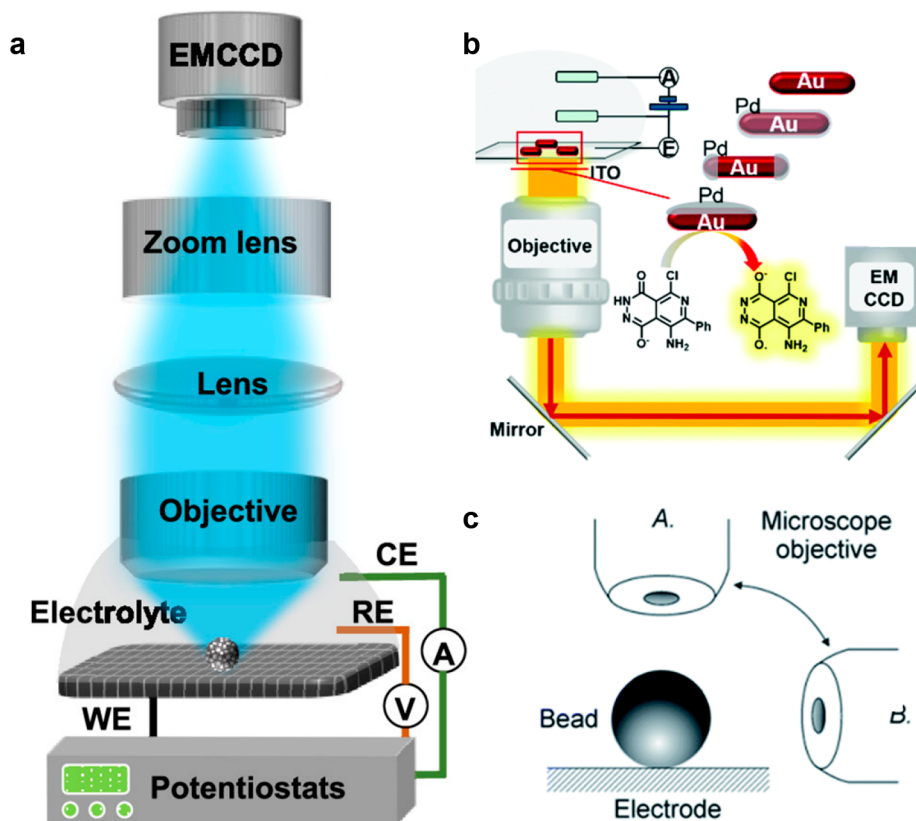 a
EMCCD
Zoom lens
Lens
Objective
CE
Electrolyte
RE
A
V
WE
Potentiostats
b
A
E
ITO
Au
Pd
Au
Pd
Au
Pd
Au
Objective
O
Cl
HN
N
N
Ph
O-
NH2
O-
Cl
N
N
N
Ph
O.
NH2
EM
CCD
Mirror
c
A.
Microscope
objective
B.
Bead
Electrode